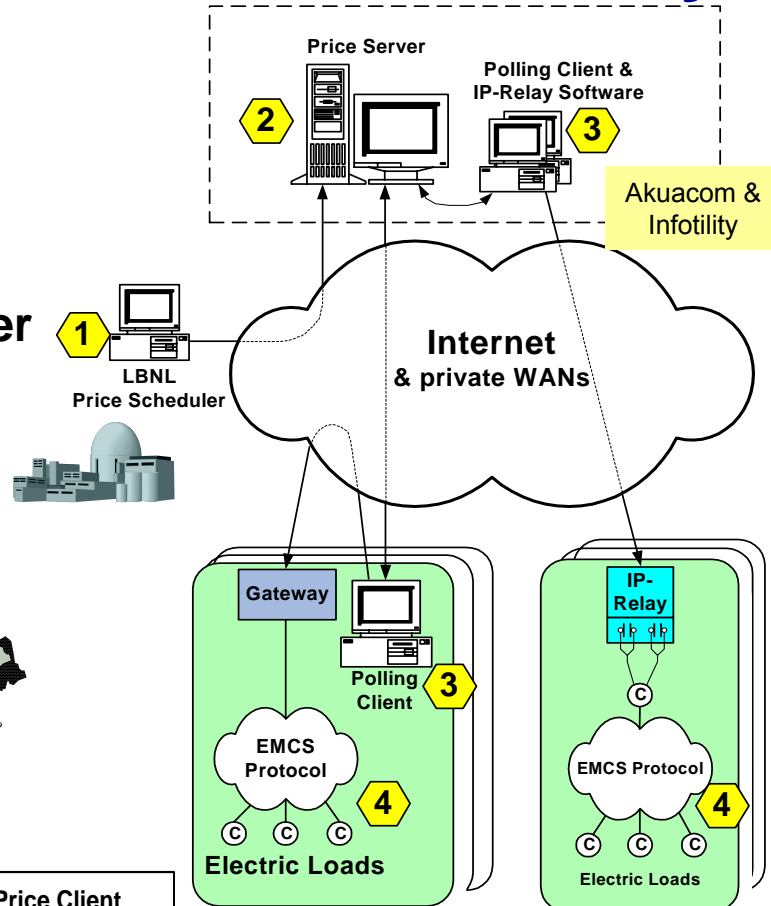 Price Server
Polling Client &
IP-Relay Software
2
3
Akuacom &
Infotility
er
1
LBNL
Price Scheduler
Internet
& private WANs
Gateway
Polling
Client
3
EMCS
Protocol
4
C C C
Electric Loads
IP-
Relay
C
EMCS Protocol
4
C C C
Electric Loads
Price Client